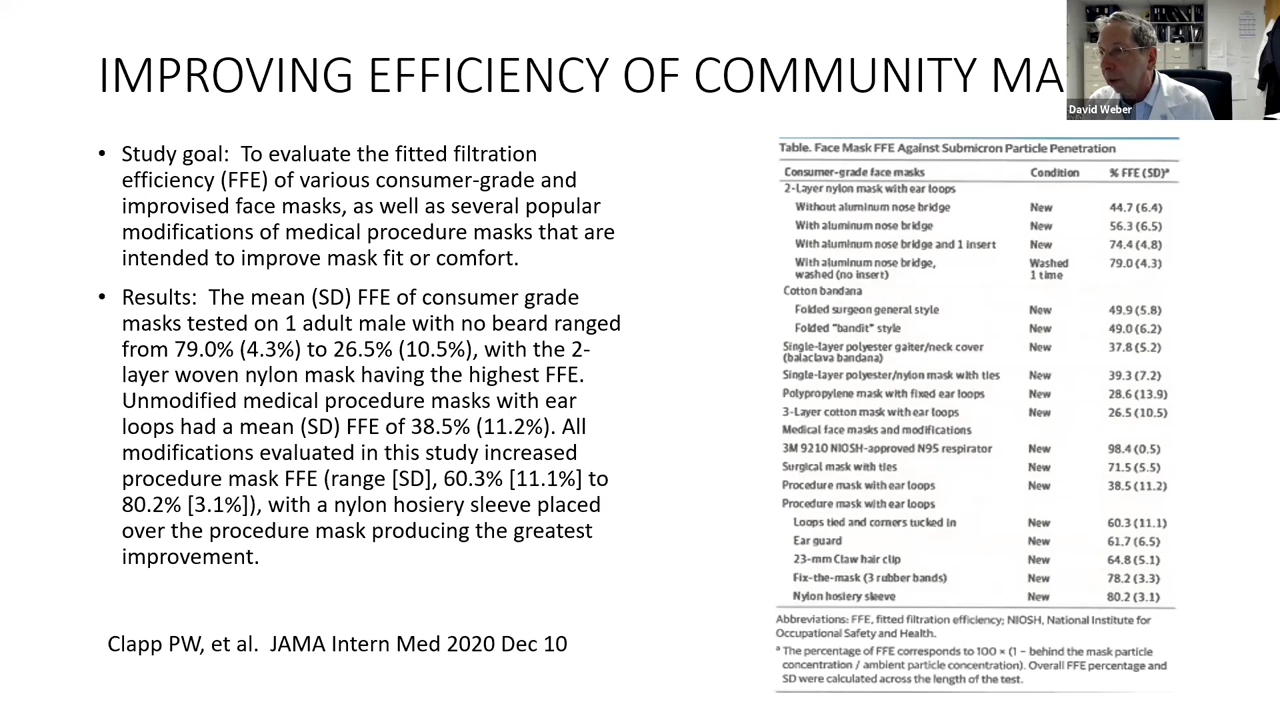 IMPROVING EFFICIENCY OF COMMUNITY MA
David Weber
• Study goal: To evaluate the fitted filtration
efficiency (FFE) of various consumer-grade and
improvised face masks, as well as several popular
modifications of medical procedure masks that are
intended to improve mask fit or comfort.
• Results: The mean (SD) FFE of consumer grade
masks tested on 1 adult male with no beard ranged
from 79.0% (4.3%) to 26.5% (10.5%), with the 2-
layer woven nylon mask having the highest FFE.
Unmodified medical procedure masks with ear
loops had a mean (SD) FFE of 38.5% (11.2%). All
modifications evaluated in this study increased
procedure mask FFE (range [SD], 60.3% [11.1%] to
80.2% [3.1%]), with a nylon hosiery sleeve placed
over the procedure mask producing the greatest
improvement.
Clapp PW, et al. JAMA Intern Med 2020 Dec 10
Table. Face Mask FFE Against Submicron Particle Penetration
Consumer-grade face masks Condition % FFE (SD)ᵃ
2-Layer nylon mask with ear loops
Without aluminum nose bridge New 44.7 (6.4)
With aluminum nose bridge New 56.3 (6.5)
With aluminum nose bridge and 1 insert New 74.4 (4.8)
With aluminum nose bridge, Washed 79.0 (4.3)
washed (no insert) 1 time
Cotton bandana
Folded surgeon general style New 49.9 (5.8)
Folded "bandit" style New 49.0 (6.2)
Single-layer polyester gaiter/neck cover New 37.8 (5.2)
(balaclava bandana)
Single-layer polyester/nylon mask with ties New 39.3 (7.2)
Polypropylene mask with fixed ear loops New 28.6 (13.9)
3-Layer cotton mask with ear loops New 26.5 (10.5)
Medical face masks and modifications
3M 9210 NIOSH-approved N95 respirator New 98.4 (0.5)
Surgical mask with ties New 71.5 (5.5)
Procedure mask with ear loops New 38.5 (11.2)
Procedure mask with ear loops
Loops tied and corners tucked in New 60.3 (11.1)
Ear guard New 61.7 (6.5)
23-mm Claw hair clip New 64.8 (5.1)
Fix-the-mask (3 rubber bands) New 78.2 (3.3)
Nylon hosiery sleeve New 80.2 (3.1)
Abbreviations: FFE, fitted filtration efficiency; NIOSH, National Institute for
Occupational Safety and Health.
ᵃ The percentage of FFE corresponds to 100 × (1 − behind the mask particle
concentration / ambient particle concentration). Overall FFE percentage and
SD were calculated across the length of the test.